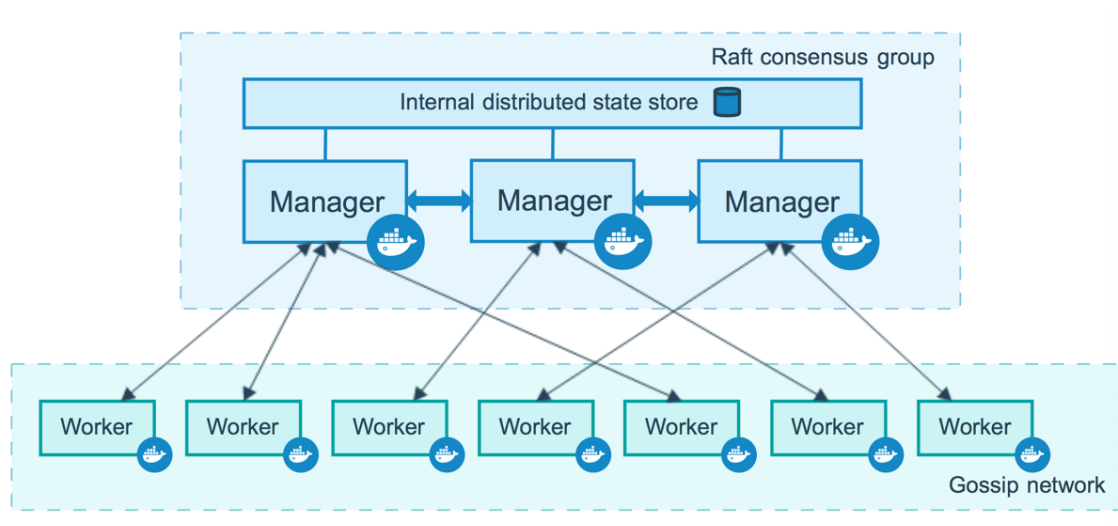 Raft consensus group
Internal distributed state store
Manager
Manager
Manager
Worker
Worker
Worker
Worker
Worker
Worker
Worker
Gossip network